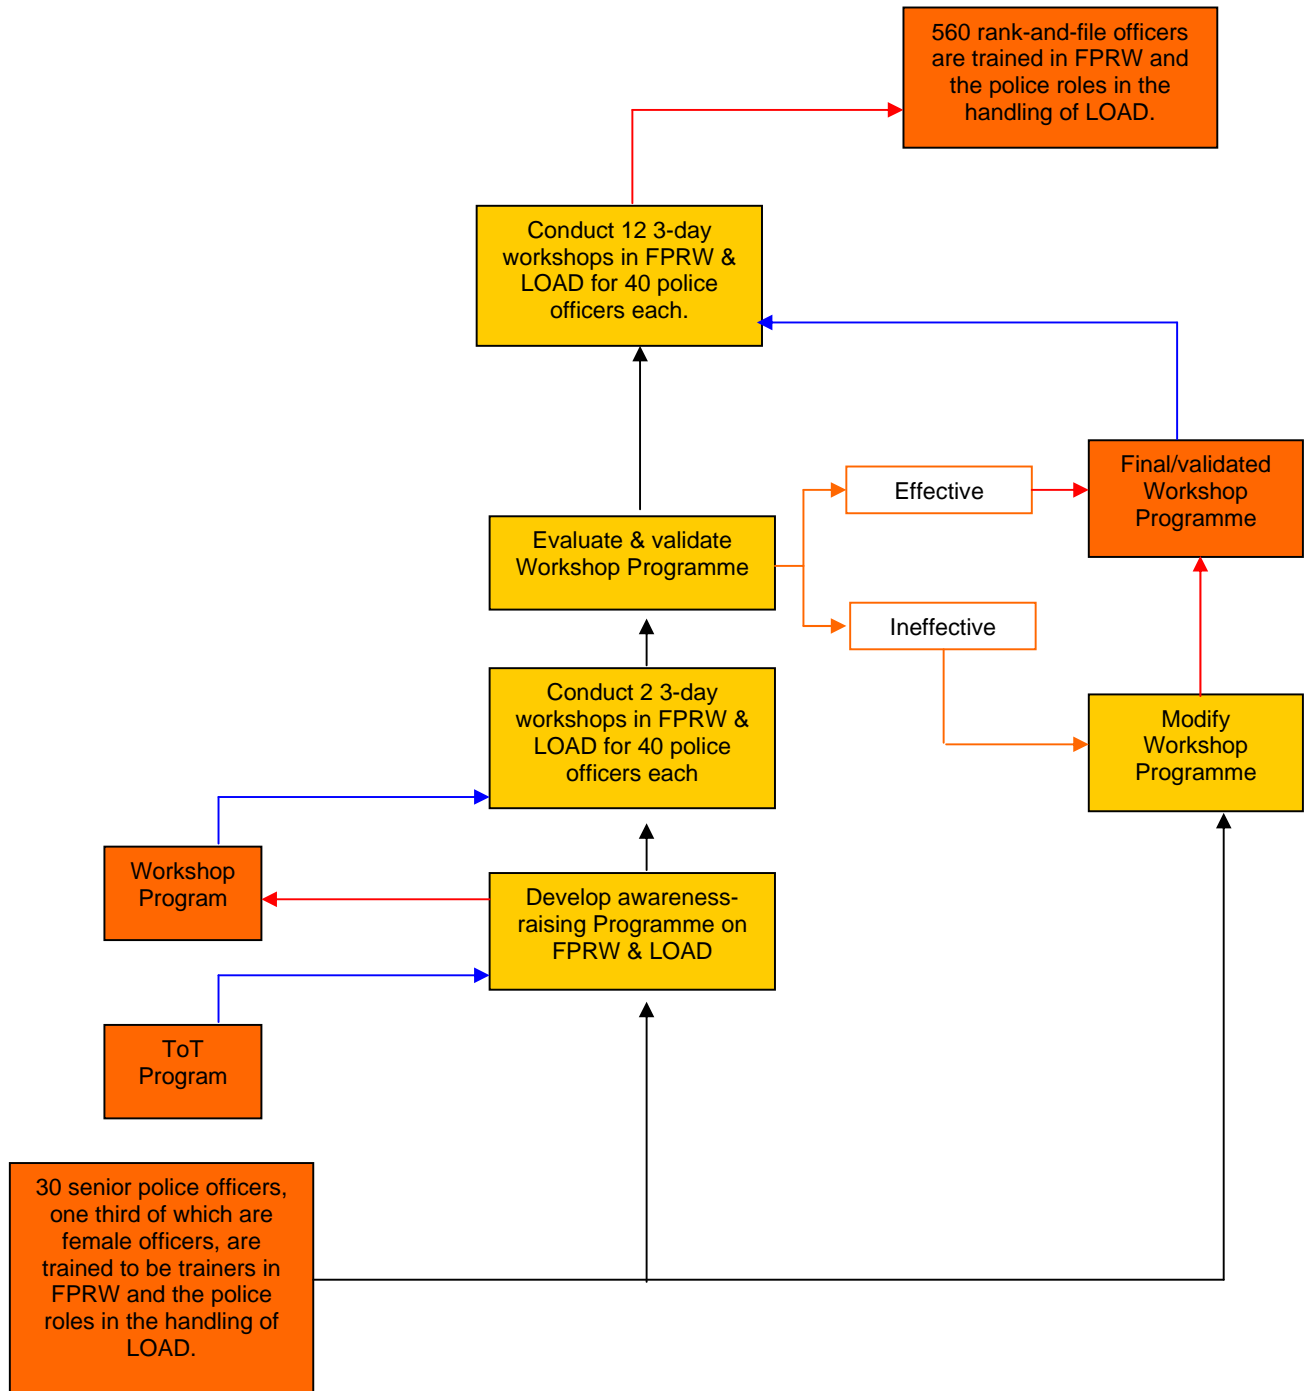 560 rank-and-file officers
are trained in FPRW and
the police roles in the
handling of LOAD.
Conduct 12 3-day
workshops in FPRW &
LOAD for 40 police
officers each.
Final/validated
Workshop
Programme
Effective
Evaluate & validate
Workshop Programme
Ineffective
Conduct 2 3-day
workshops in FPRW &
LOAD for 40 police
officers each
Modify
Workshop
Programme
Workshop
Program
Develop awareness-
raising Programme on
FPRW & LOAD
ToT
Program
30 senior police officers,
one third of which are
female officers, are
trained to be trainers in
FPRW and the police
roles in the handling of
LOAD.